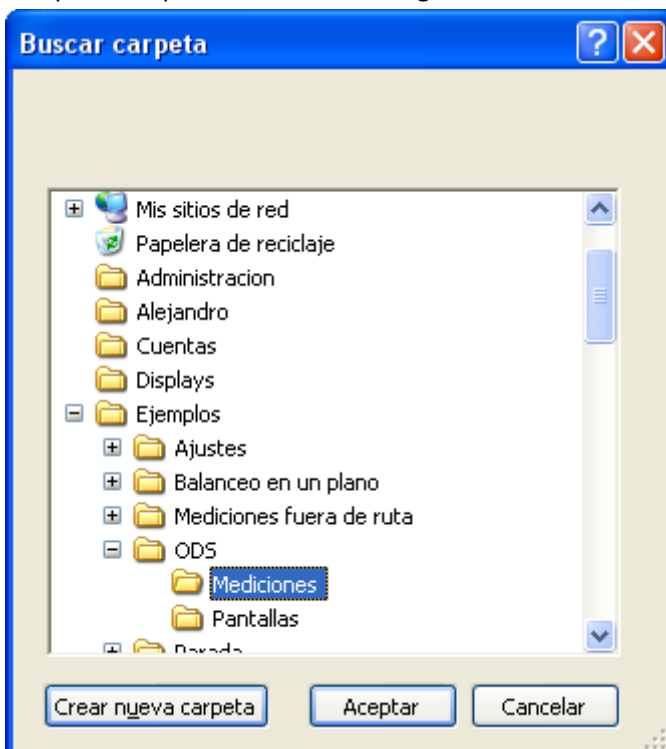 Buscar carpeta
Mis sitios de red
Papelera de reciclaje
Administracion
Alejandro
Cuentas
Displays
Ejemplos
Ajustes
Balanceo en un plano
Mediciones fuera de ruta
ODS
Mediciones
Pantallas
Parada
Crear nueva carpeta Aceptar Cancelar